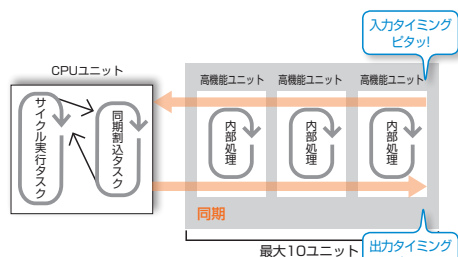 入力タイミング
ピタッ!
CPUユニット
高機能ユニット
高機能ユニット
高機能ユニット
サイクル実行タスク
同期割込タスク
内部処理
内部処理
内部処理
同期
最大10ユニット
出力タイミング